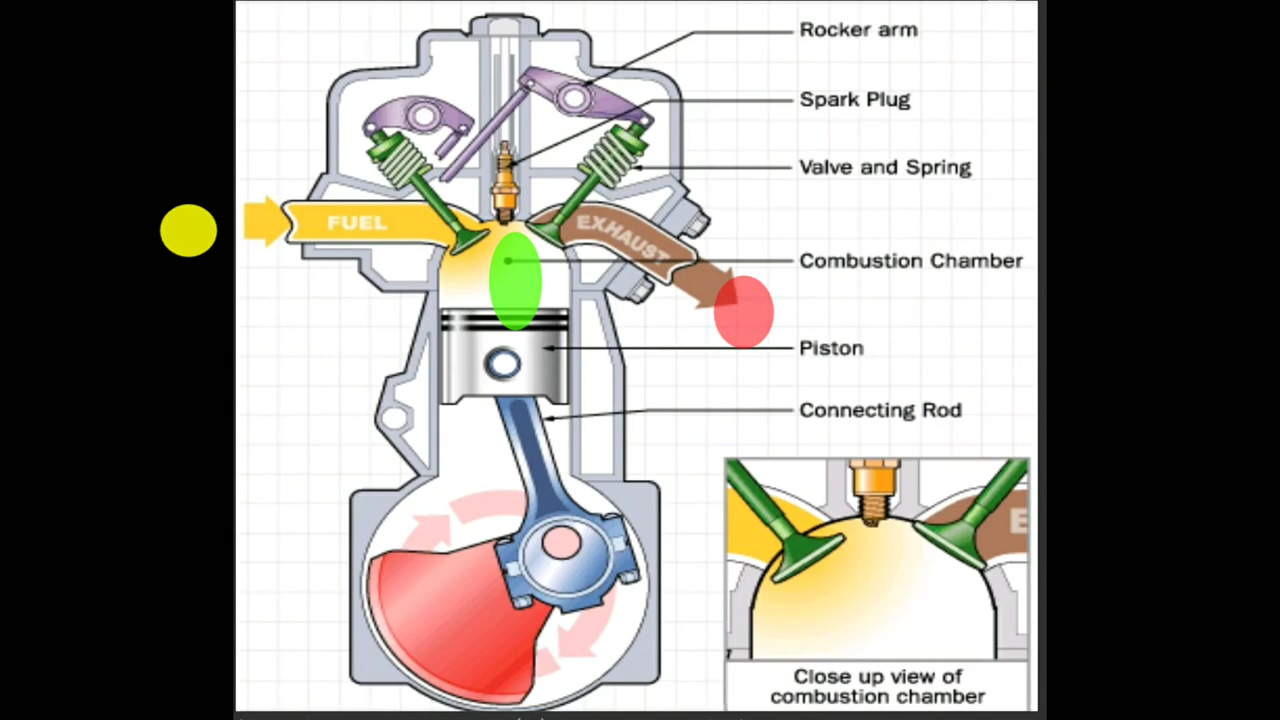 Rocker arm
Spark Plug
Valve and Spring
FUEL
EXHAUST
Combustion Chamber
Piston
Connecting Rod
E
Close up view of
combustion chamber